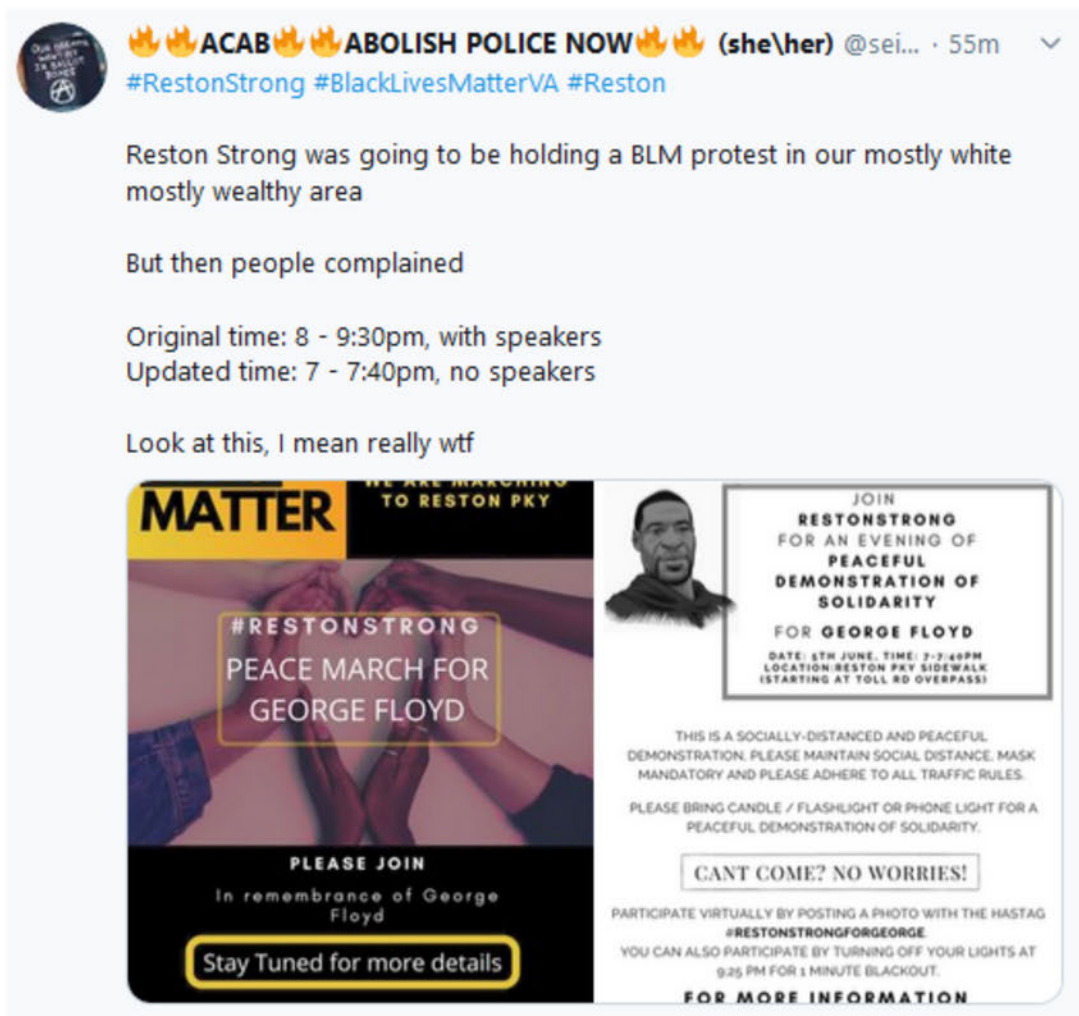 🔥🔥ACAB🔥🔥ABOLISH POLICE NOW🔥🔥 (she\her) @sei... · 55m
#RestonStrong #BlackLivesMatterVA #Reston
Reston Strong was going to be holding a BLM protest in our mostly white
mostly wealthy area
But then people complained
Original time: 8 - 9:30pm, with speakers
Updated time: 7 - 7:40pm, no speakers
Look at this, I mean really wtf
MATTER
WE ARE MARCHING
TO RESTON PKY
#RESTONSTRONG
PEACE MARCH FOR
GEORGE FLOYD
PLEASE JOIN
In remembrance of George
Floyd
Stay Tuned for more details
JOIN
RESTONSTRONG
FOR AN EVENING OF
PEACEFUL
DEMONSTRATION OF
SOLIDARITY
FOR GEORGE FLOYD
DATE: 5TH JUNE, TIME: 7-7:40PM
LOCATION:RESTON PKY SIDEWALK
(STARTING AT TOLL RD OVERPASS)
THIS IS A SOCIALLY-DISTANCED AND PEACEFUL
DEMONSTRATION. PLEASE MAINTAIN SOCIAL DISTANCE, MASK
MANDATORY AND PLEASE ADHERE TO ALL TRAFFIC RULES.
PLEASE BRING CANDLE / FLASHLIGHT OR PHONE LIGHT FOR A
PEACEFUL DEMONSTRATION OF SOLIDARITY.
CANT COME? NO WORRIES!
PARTICIPATE VIRTUALLY BY POSTING A PHOTO WITH THE HASTAG
#RESTONSTRONGFORGEORGE.
YOU CAN ALSO PARTICIPATE BY TURNING OFF YOUR LIGHTS AT
9:25 PM FOR 1 MINUTE BLACKOUT.
FOR MORE INFORMATION